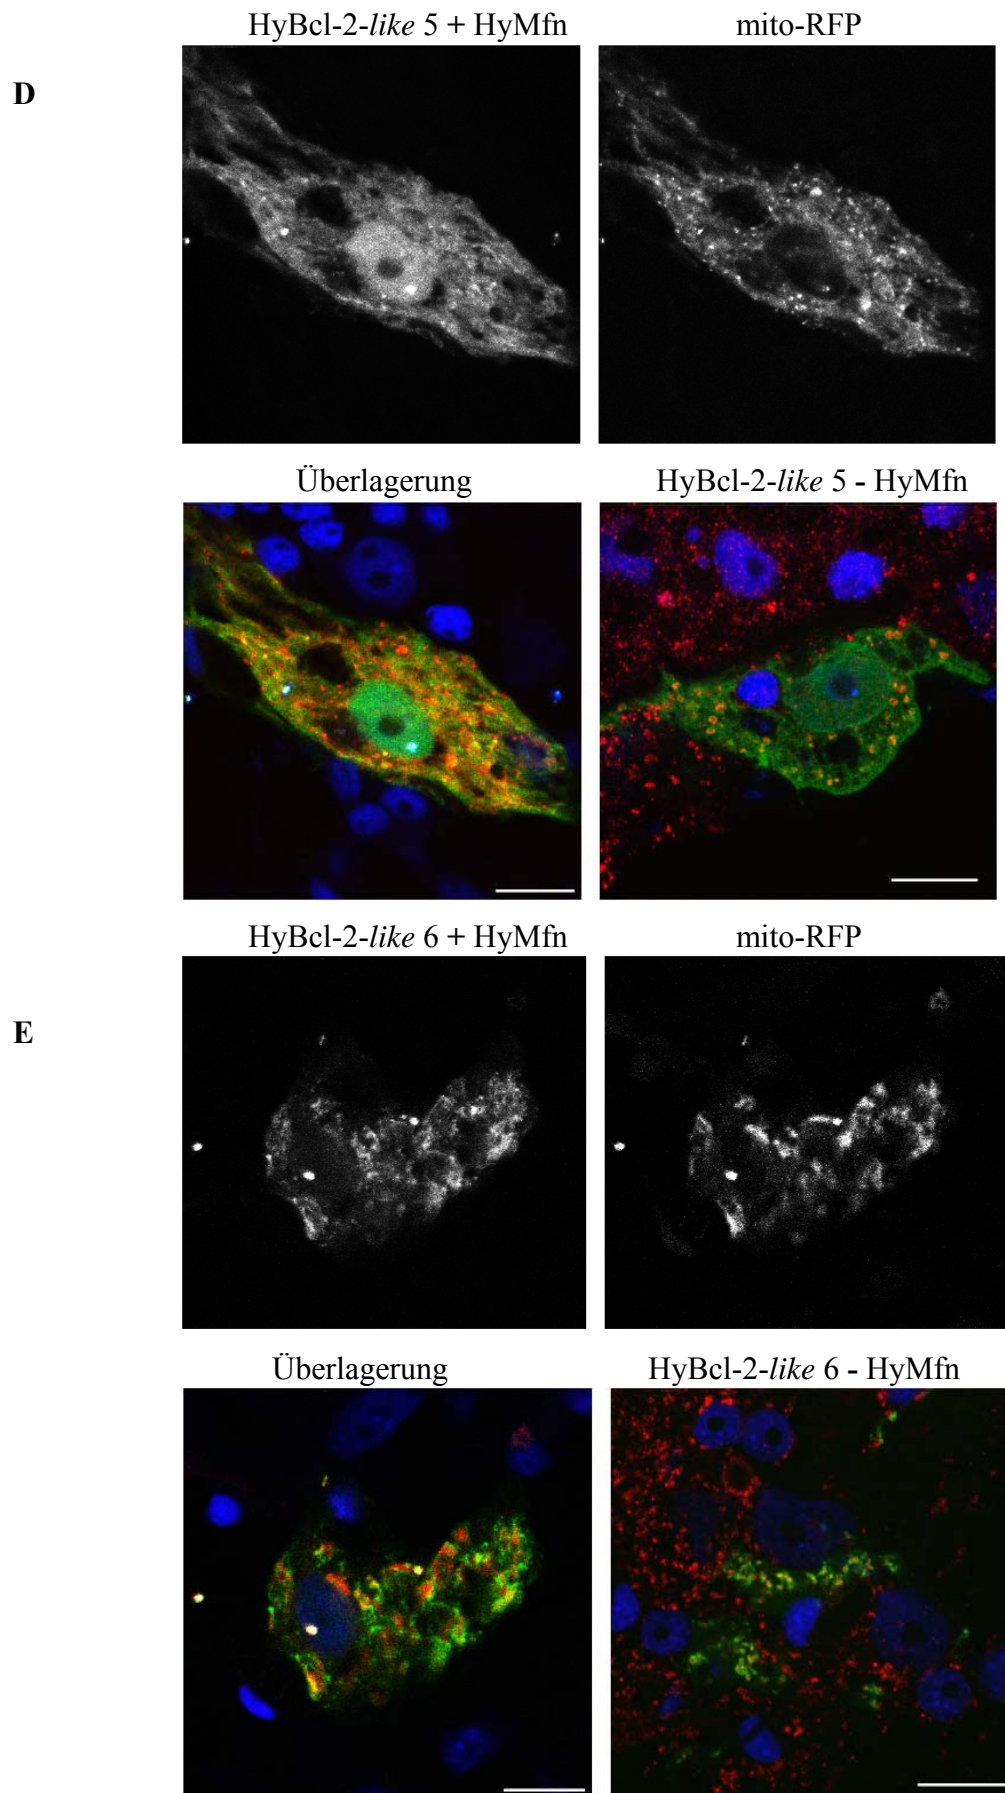 HyBcl-2-like 5 + HyMfn mito-RFP
D
Überlagerung HyBcl-2-like 5 - HyMfn
HyBcl-2-like 6 + HyMfn mito-RFP
E
Überlagerung HyBcl-2-like 6 - HyMfn